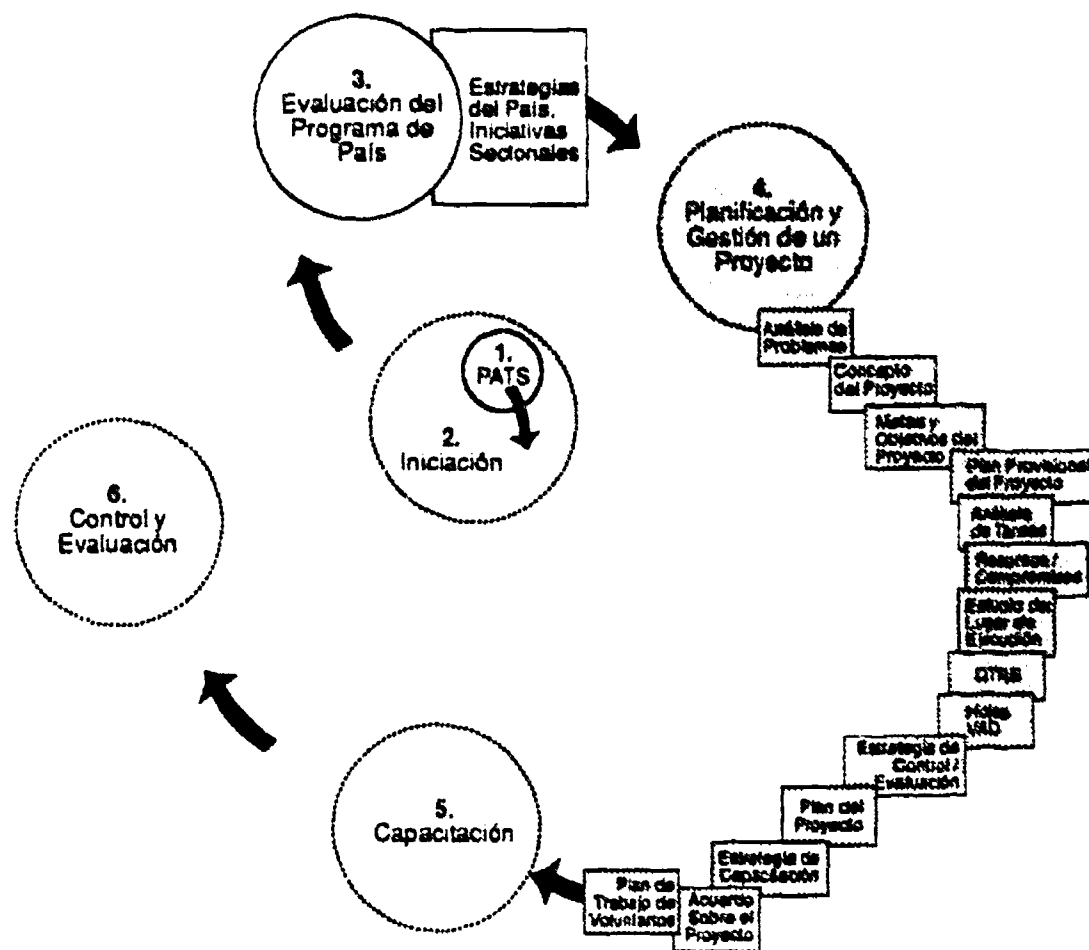 3.
Evaluación del
Programa de
País
Estrategias
del País,
Iniciativas
Sectoriales
4.
Planificación y
Gestión de un
Proyecto
Análisis de
Problemas
Concepto
del Proyecto
Metas y
Objetivos del
Proyecto
Plan Provisional
del Proyecto
Análisis
de Tareas
Recursos /
Compromisos
Estudio del
Lugar de
Ejecución
Hojas
VAD
Estrategia de
Control /
Evaluación
Plan del
Proyecto
Estrategia de
Capacitación
Acuerdo
Sobre el
Proyecto
Plan de
Trabajo de
Voluntarios
5.
Capacitación
6.
Control y
Evaluación
1.
PATS
2.
Iniciación